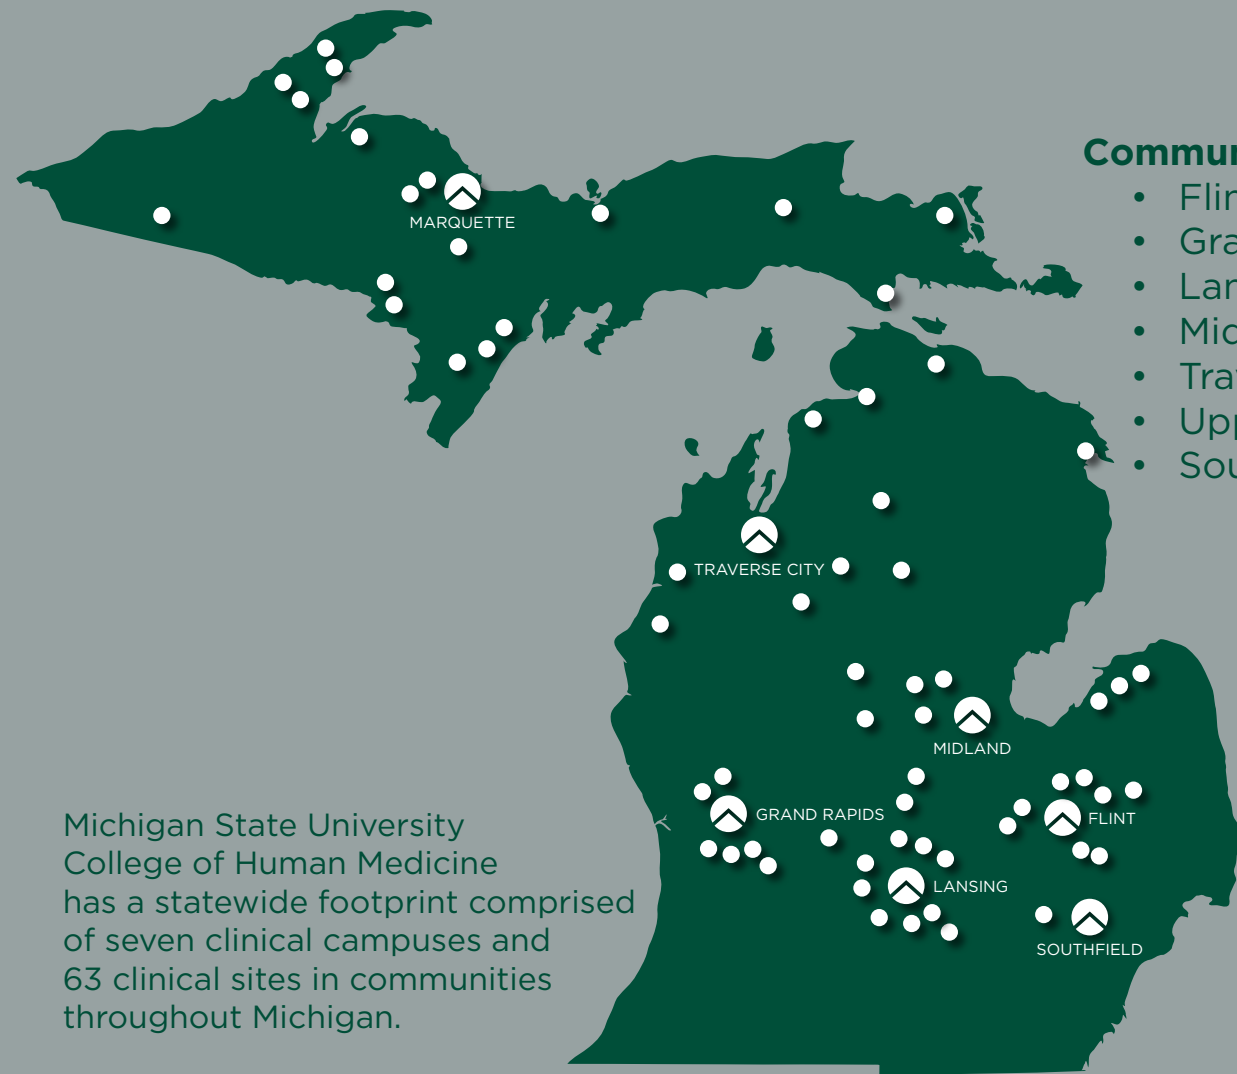 MARQUETTE
TRAVERSE CITY
MIDLAND
GRAND RAPIDS
FLINT
LANSING
SOUTHFIELD
Michigan State University
College of Human Medicine
has a statewide footprint comprised
of seven clinical campuses and
63 clinical sites in communities
throughout Michigan.